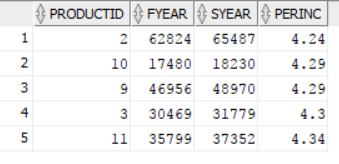 PRODUCTID FYEAR SYEAR PERINC
1 2 62824 65487 4.24
2 10 17480 18230 4.29
3 9 46956 48970 4.29
4 3 30469 31779 4.3
5 11 35799 37352 4.34